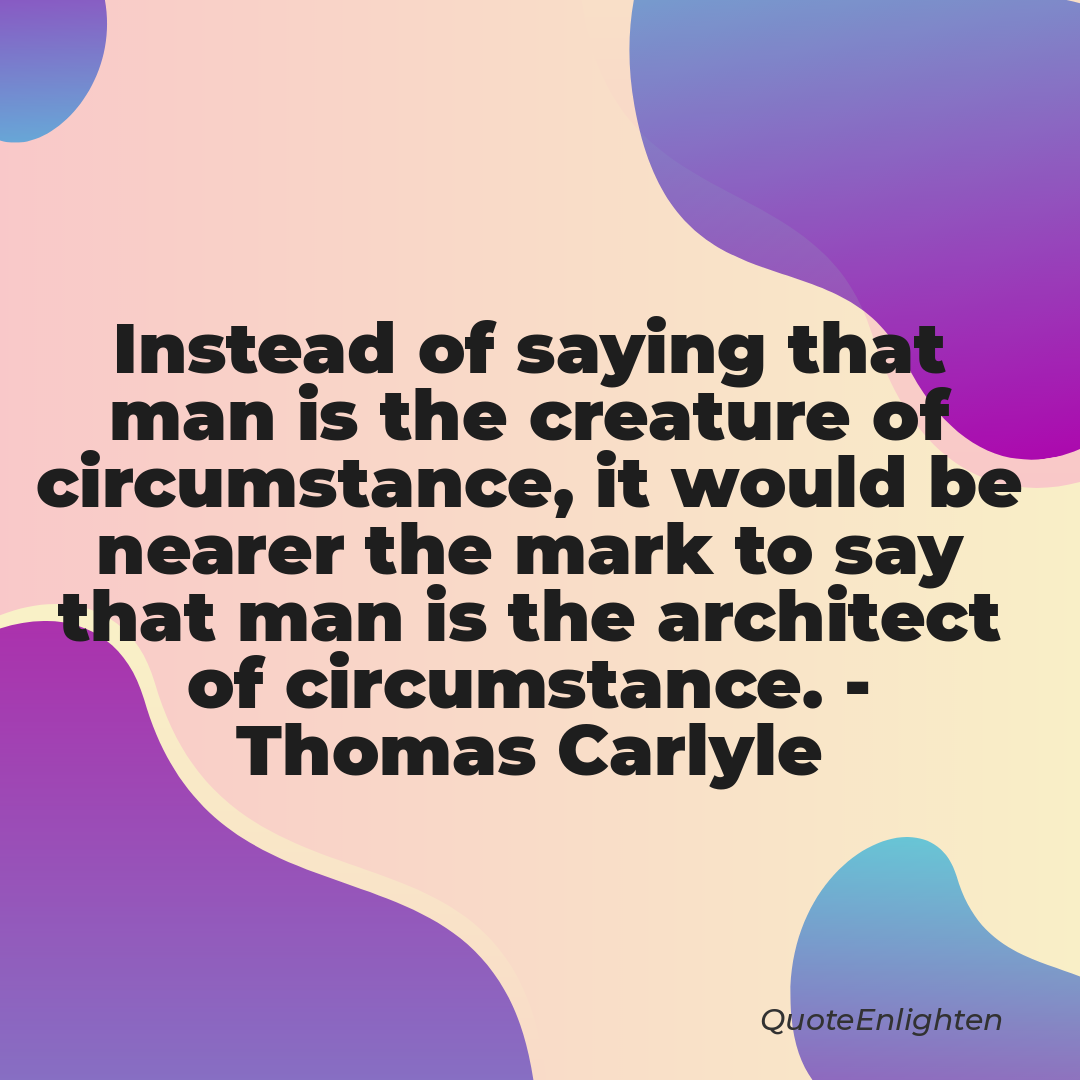 Instead of saying that
man is the creature of
circumstance, it would be
nearer the mark to say
that man is the architect
of circumstance. -
Thomas Carlyle
QuoteEnlighten